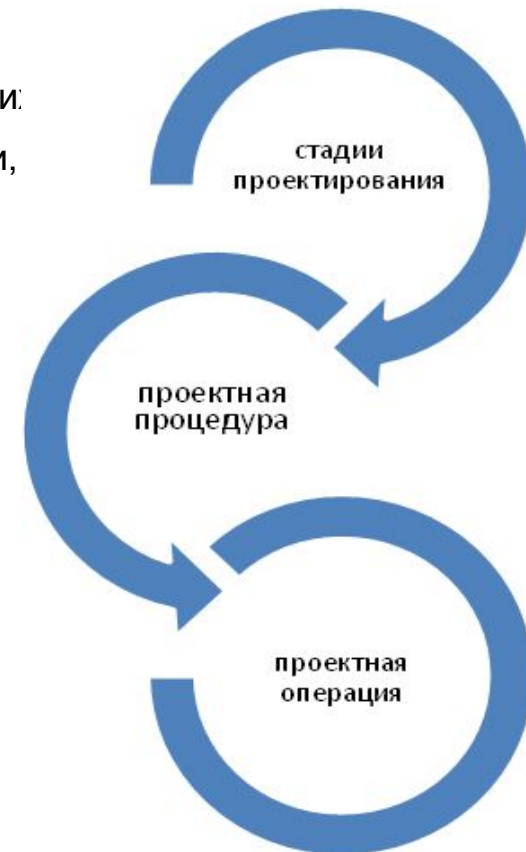 стадии
проектирования
проектная
процедура
проектная
операция